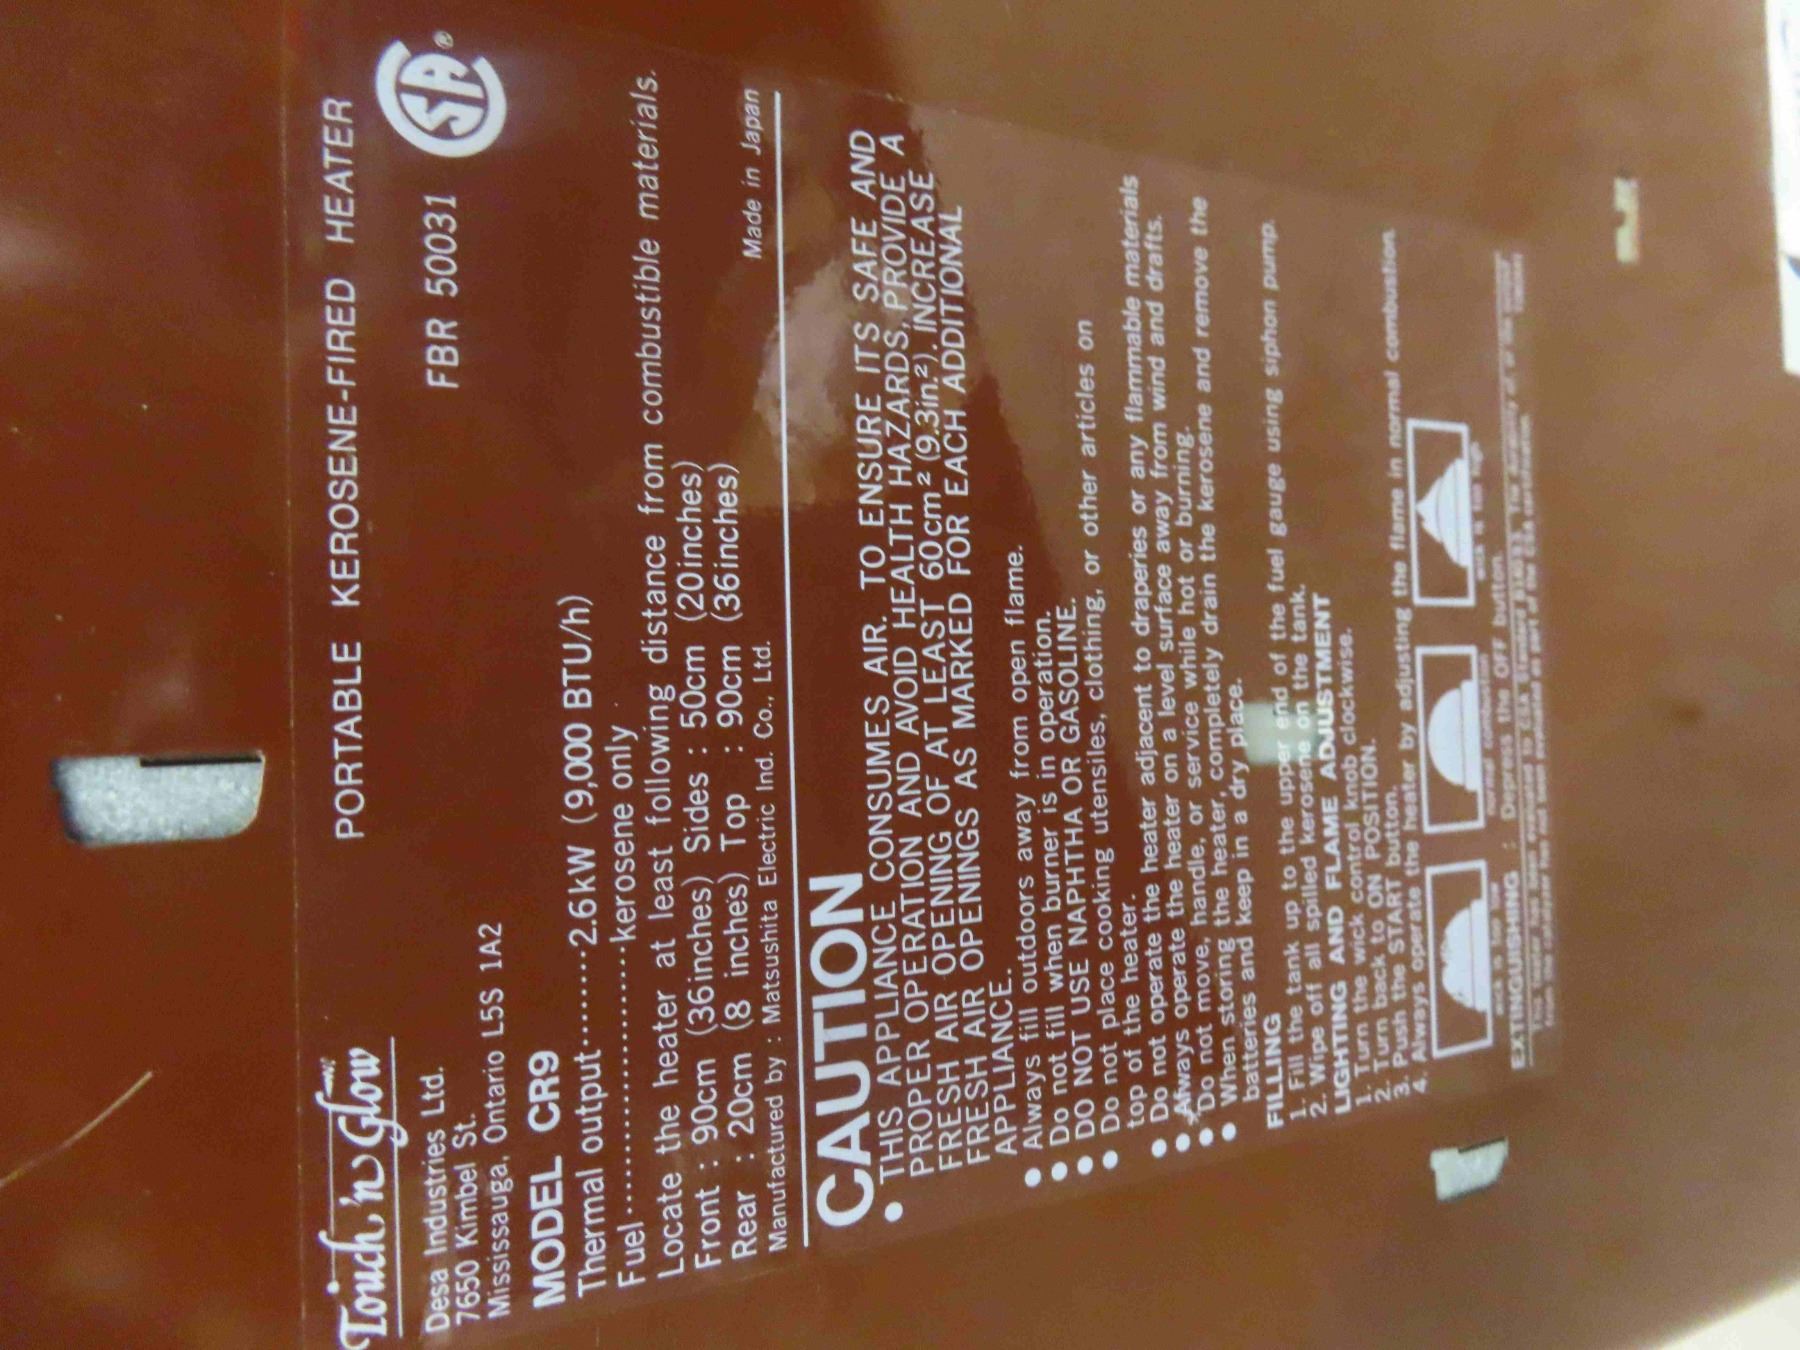 Touch 'n Glow
PORTABLE KEROSENE-FIRED HEATER
Desa Industries Ltd.
7650 Kimbel St.
Mississauga, Ontario L5S 1A2
FBR 50031
SA ®
MODEL CR9
Thermal output········2.6kW (9,000 BTU/h)
Fuel·····················kerosene only
Locate the heater at least following distance from combustible materials.
Front : 90cm (36inches) Sides : 50cm (20inches)
Rear : 20cm (8 inches) Top : 90cm (36inches)
Manufactured by : Matsushita Electric Ind. Co., Ltd. Made in Japan
CAUTION
● THIS APPLIANCE CONSUMES AIR. TO ENSURE ITS SAFE AND
PROPER OPERATION AND AVOID HEALTH HAZARDS, PROVIDE A
FRESH AIR OPENING OF AT LEAST 60cm² (9.3in.²). INCREASE
FRESH AIR OPENINGS AS MARKED FOR EACH ADDITIONAL
APPLIANCE.
● Always fill outdoors away from open flame.
● Do not fill when burner is in operation.
● DO NOT USE NAPHTHA OR GASOLINE.
● Do not place cooking utensiles, clothing, or other articles on
top of the heater.
● Do not operate the heater adjacent to draperies or any flammable materials
● Always operate the heater on a level surface away from wind and drafts.
● Do not move, handle, or service while hot or burning.
● When storing the heater, completely drain the kerosene and remove the
batteries and keep in a dry place.
FILLING
1. Fill the tank up to the upper end of the fuel gauge using siphon pump.
2. Wipe off all spilled kerosene on the tank.
LIGHTING AND FLAME ADJUSTMENT
1. Turn the wick control knob clockwise.
2. Turn back to ON POSITION.
3. Push the START button.
4. Always operate the heater by adjusting the flame in normal combustion.
wick is too low normal combustion wick is too high
EXTINGUISHING : Depress the OFF button.